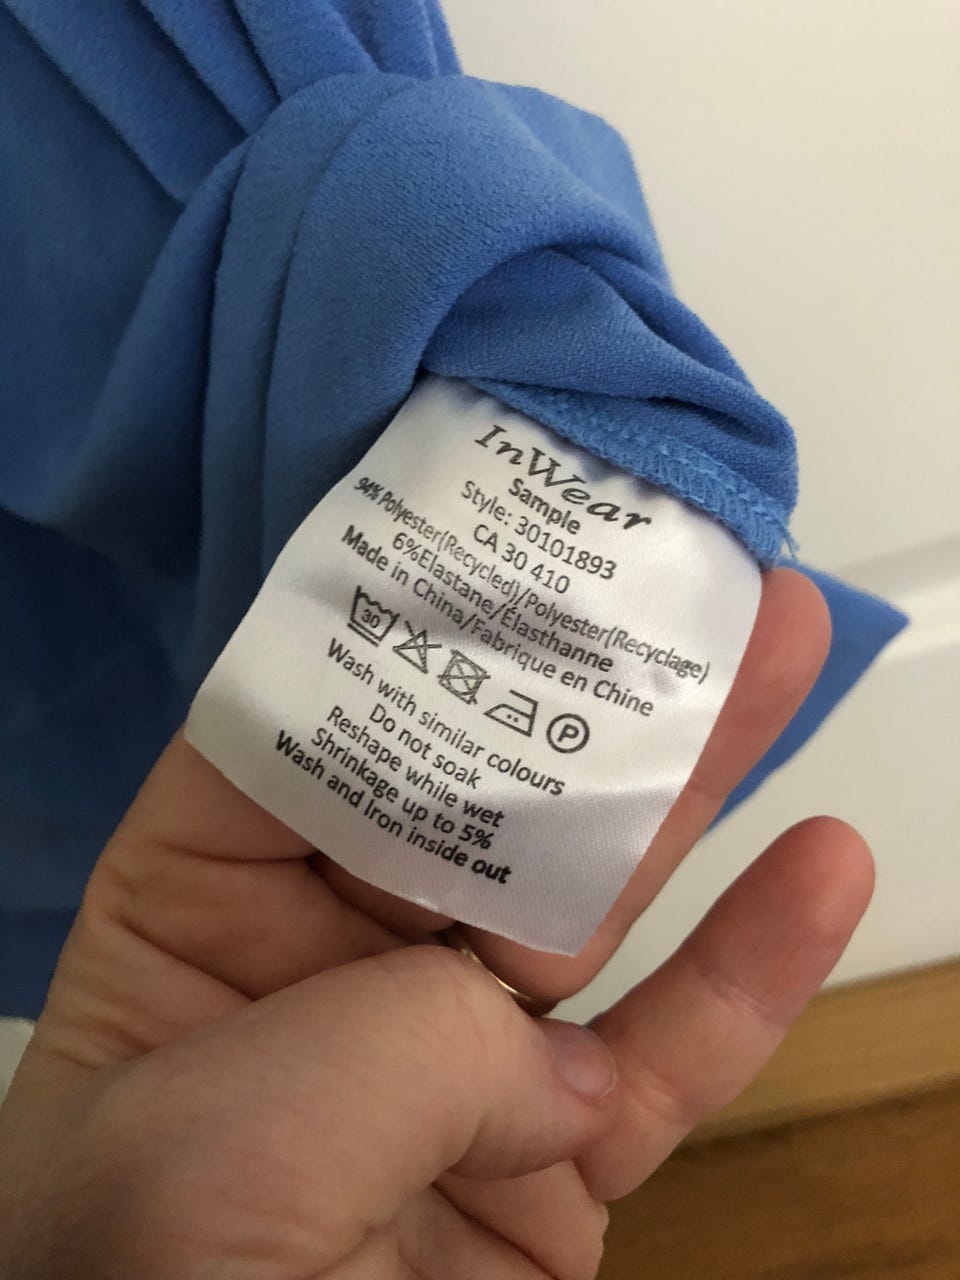 InWear
Sample
Style: 30101893
CA 30 410
94% Polyester(Recycled)/Polyester(Recyclage)
6%Elastane/Élasthanne
Made in China/Fabrique en Chine
30 P
Wash with similar colours
Do not soak
Reshape while wet
Shrinkage up to 5%
Wash and Iron inside out